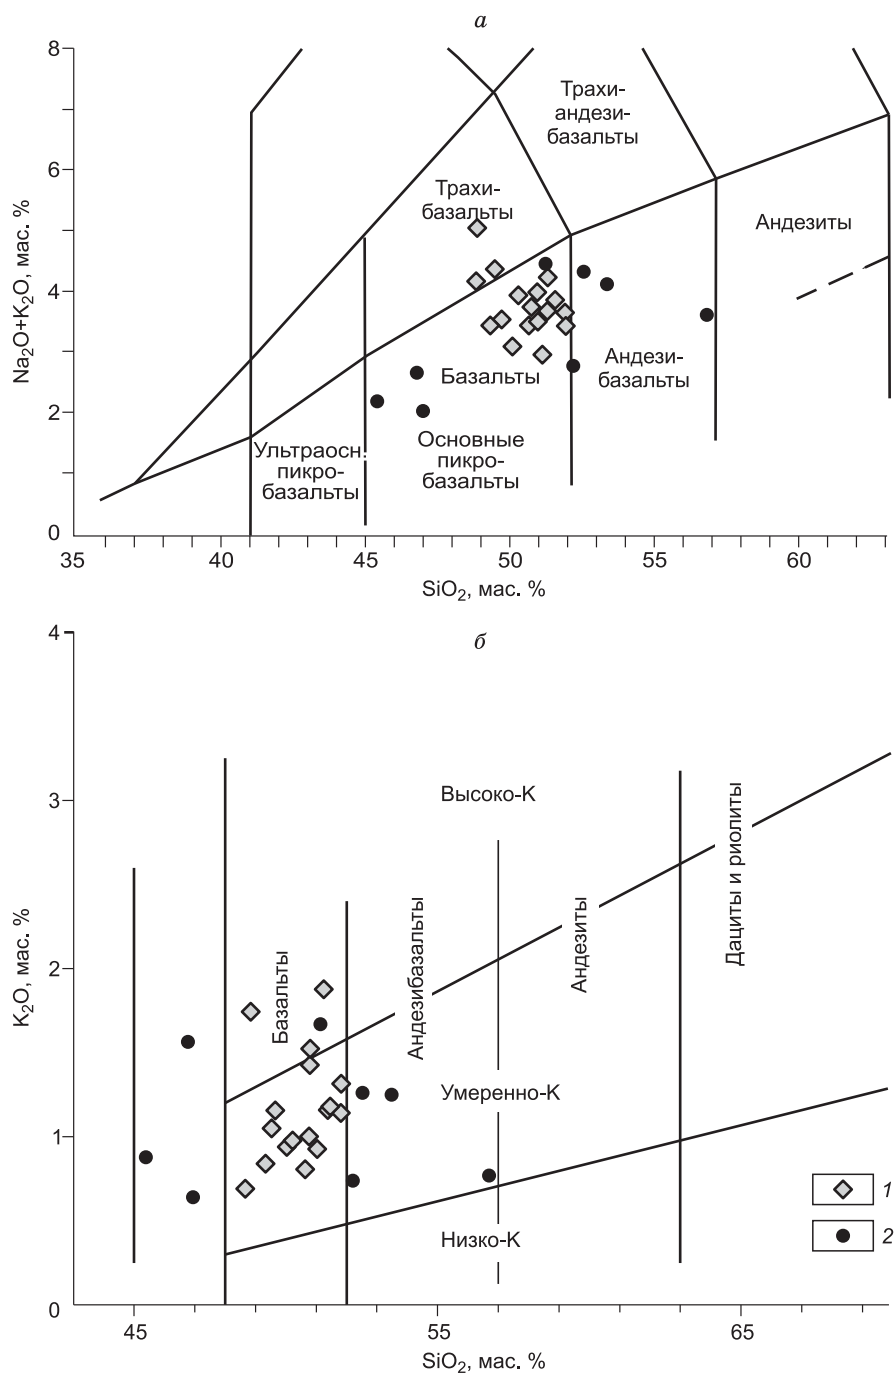 а
8
6
4
2
0
Na₂O+K₂O, мас. %
Трахи-
андези-
базальты
Трахи-
базальты
Андезиты
Базальты
Андези-
базальты
Ультраосн.
пикро-
базальты
Основные
пикро-
базальты
35 40 45 50 55 60
SiO₂, мас. %
б
4
3
2
1
0
K₂O, мас. %
Высоко-К
Базальты
Андезибазальты
Андезиты
Дациты и риолиты
Умеренно-К
Низко-К
1
2
45 55 65
SiO₂, мас. %